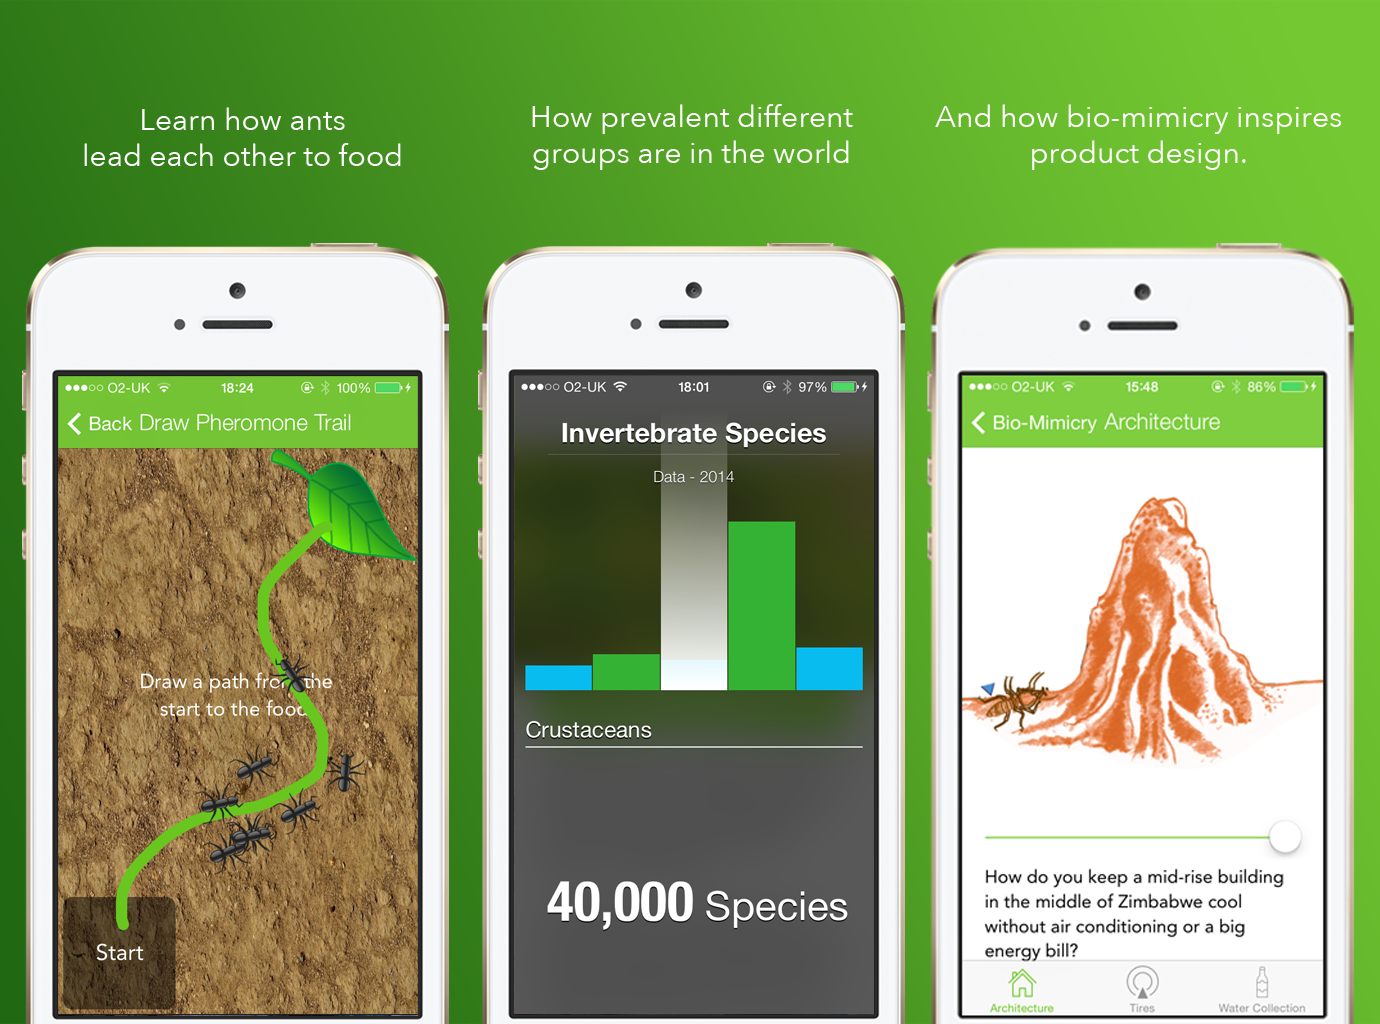 Learn how ants
lead each other to food
How prevalent different
groups are in the world
And how bio-mimicry inspires
product design.
O2-UK 18:24 100%
Back Draw Pheromone Trail
Draw a path from the
start to the food
Start
O2-UK 18:01 97%
Invertebrate Species
Data - 2014
Crustaceans
40,000 Species
O2-UK 15:48 86%
Bio-Mimicry Architecture
How do you keep a mid-rise building
in the middle of Zimbabwe cool
without air conditioning or a big
energy bill?
Architecture Tires Water Collection